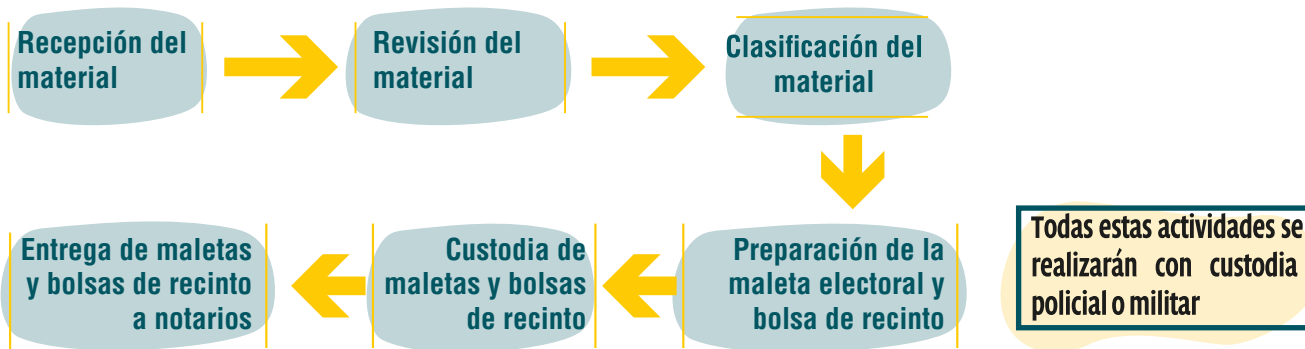 Recepción del
material
Revisión del
material
Clasificación del
material
Preparación de la
maleta electoral y
bolsa de recinto
Custodia de
maletas y bolsas
de recinto
Entrega de maletas
y bolsas de recinto
a notarios
Todas estas actividades se
realizarán con custodia
policial o militar